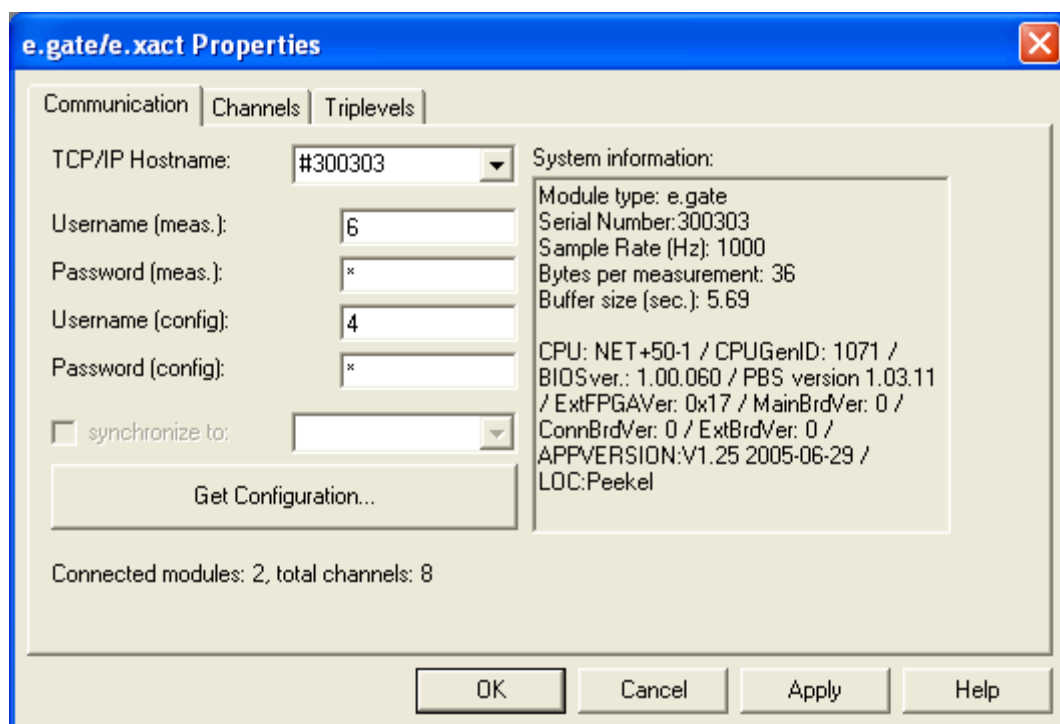 e.gate/e.xact Properties
Communication
Channels
Triplevels
TCP/IP Hostname:
#300303
Username (meas.):
6
Password (meas.):
*
Username (config):
4
Password (config):
*
synchronize to:
Get Configuration...
Connected modules: 2, total channels: 8
System information:
Module type: e.gate
Serial Number:300303
Sample Rate (Hz): 1000
Bytes per measurement: 36
Buffer size (sec.): 5.69
CPU: NET+50-1 / CPUGenID: 1071 /
BIOSver.: 1.00.060 / PBS version 1.03.11
/ ExtFPGAVer: 0x17 / MainBrdVer: 0 /
ConnBrdVer: 0 / ExtBrdVer: 0 /
APPVERSION:V1.25 2005-06-29 /
LOC:Peekel
OK
Cancel
Apply
Help